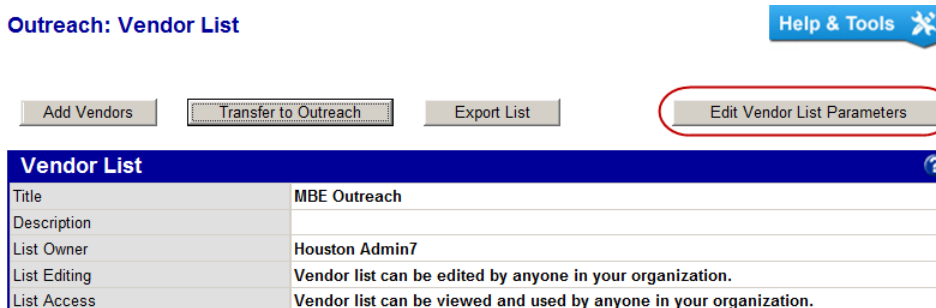 Outreach: Vendor List
Help & Tools
Add Vendors Transfer to Outreach Export List Edit Vendor List Parameters
Vendor List ?
Title MBE Outreach
Description
List Owner Houston Admin7
List Editing Vendor list can be edited by anyone in your organization.
List Access Vendor list can be viewed and used by anyone in your organization.